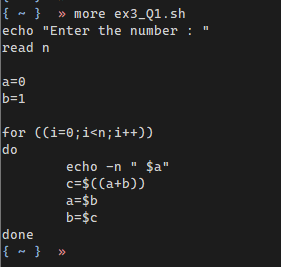 { ~ } » more ex3_Q1.sh
echo "Enter the number : "
read n

a=0
b=1

for ((i=0;i<n;i++))
do
        echo -n " $a"
        c=$((a+b))
        a=$b
        b=$c
done
{ ~ } »